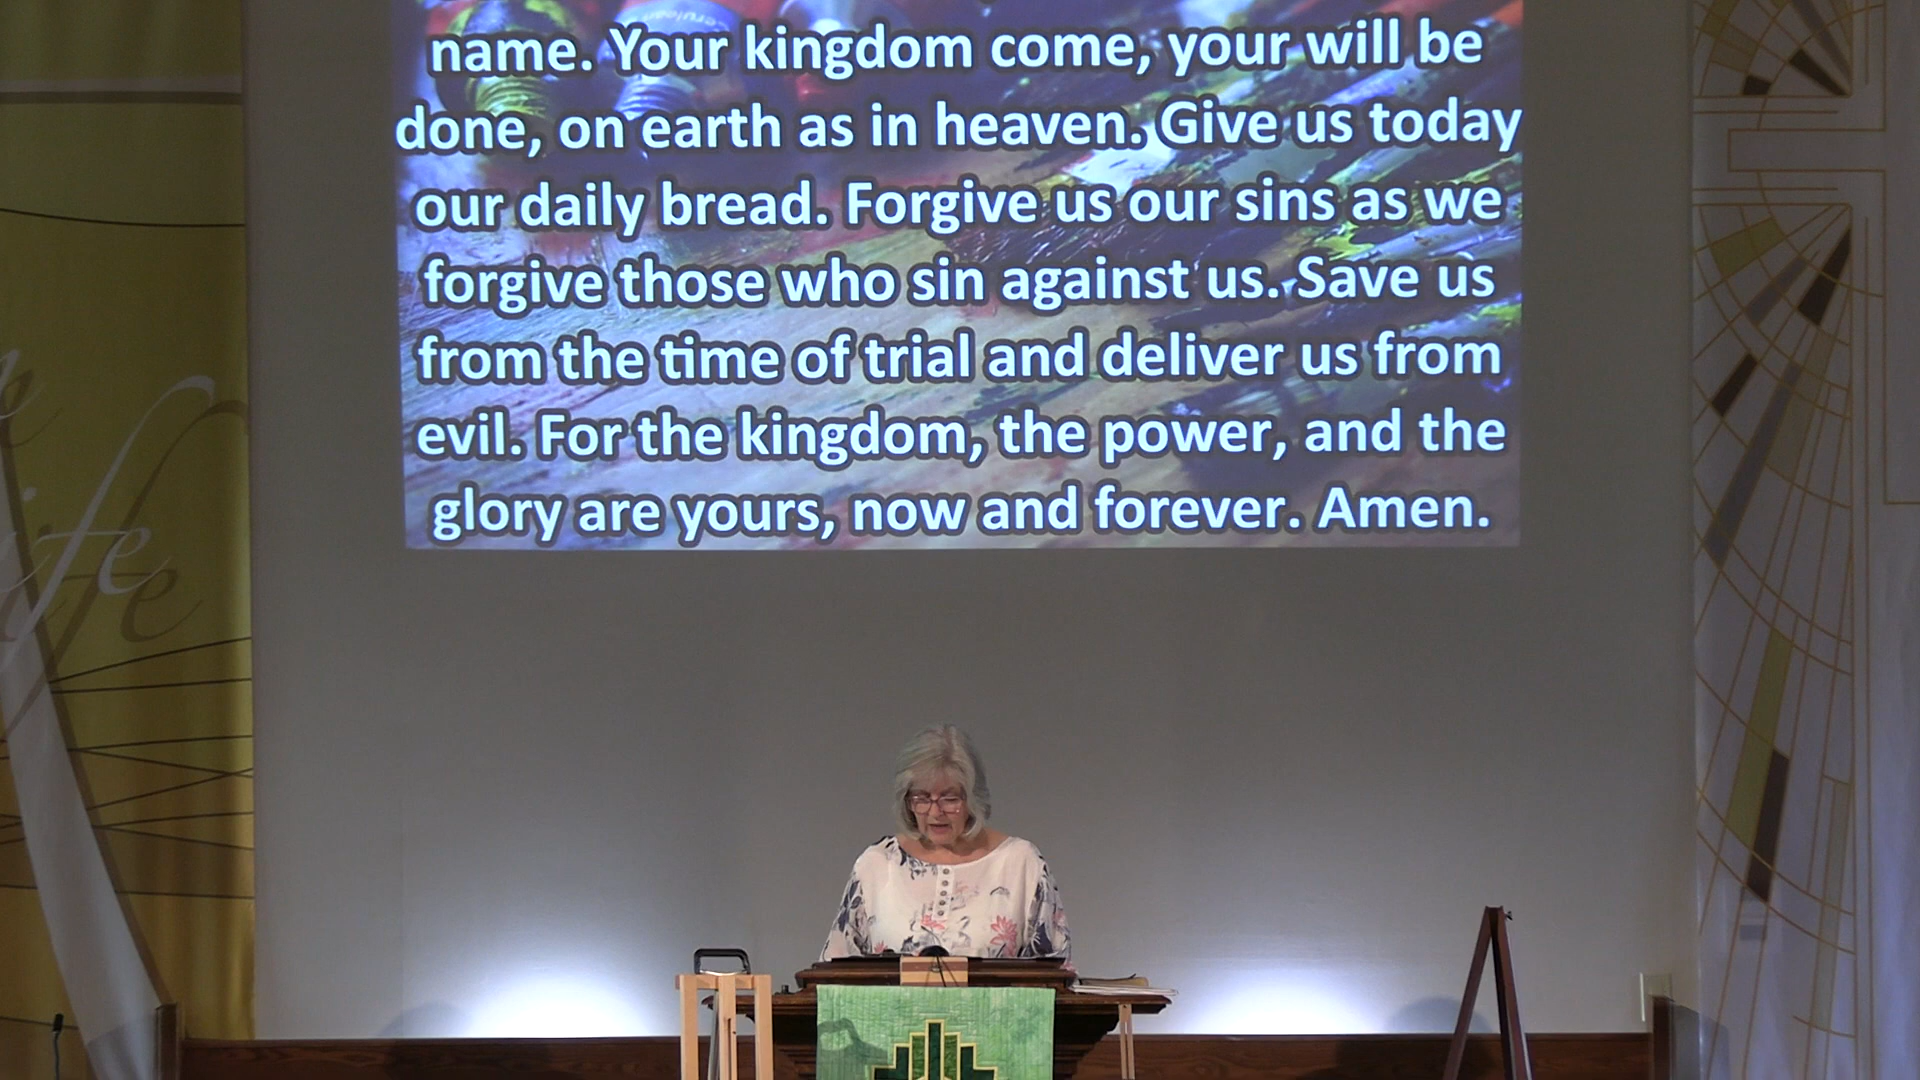 name. Your kingdom come, your will be
done, on earth as in heaven. Give us today
our daily bread. Forgive us our sins as we
forgive those who sin against us. Save us
from the time of trial and deliver us from
evil. For the kingdom, the power, and the
glory are yours, now and forever. Amen.